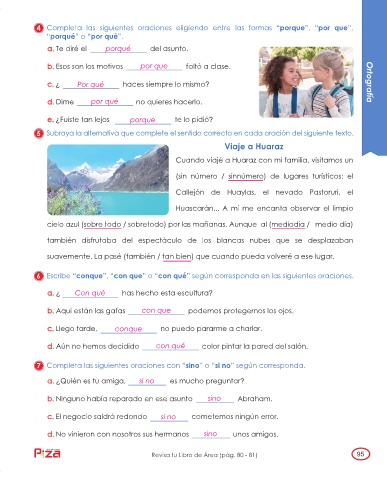 4 Completa las siguientes oraciones eligiendo entre las formas “porque”, “por que”,
“porqué” o “por qué”.
a. Te diré el porqué del asunto.
b. Esos son los motivos por que faltó a clase.
c. ¿ Por qué haces siempre lo mismo?
d. Dime por qué no quieres hacerlo.
e. ¿Fuiste tan lejos porque te lo pidió?
Ortografía
5 Subraya la alternativa que complete el sentido correcto en cada oración del siguiente texto.
Viaje a Huaraz
Cuando viajé a Huaraz con mi familia, visitamos un
(sin número / sinnúmero) de lugares turísticos: el
Callejón de Huaylas, el nevado Pastoruri, el
Huascarán... A mí me encanta observar el limpio
cielo azul (sobre todo / sobretodo) por las mañanas. Aunque al (mediodía / medio día)
también disfrutaba del espectáculo de los blancas nubes que se desplazaban
suavemente. La pasé (también / tan bien) que cuando pueda volveré a ese lugar.
6 Escribe “conque”, “con que” o “con qué” según corresponda en las siguientes oraciones.
a. ¿ Con qué has hecho esta escultura?
b. Aquí están las gafas con que podemos protegernos los ojos.
c. Llego tarde, conque no puedo pararme a charlar.
d. Aún no hemos decidido con qué color pintar la pared del salón.
7 Completa las siguientes oraciones con “sino” o “si no” según corresponda.
a. ¿Quién es tu amiga, si no es mucho preguntar?
b. Ninguno había reparado en ese asunto sino Abraham.
c. El negocio saldrá redondo si no cometemos ningún error.
d. No vinieron con nosotros sus hermanos sino unos amigos.
Pizza
Revisa tu Libro de Área (pág. 80 - 81)
95